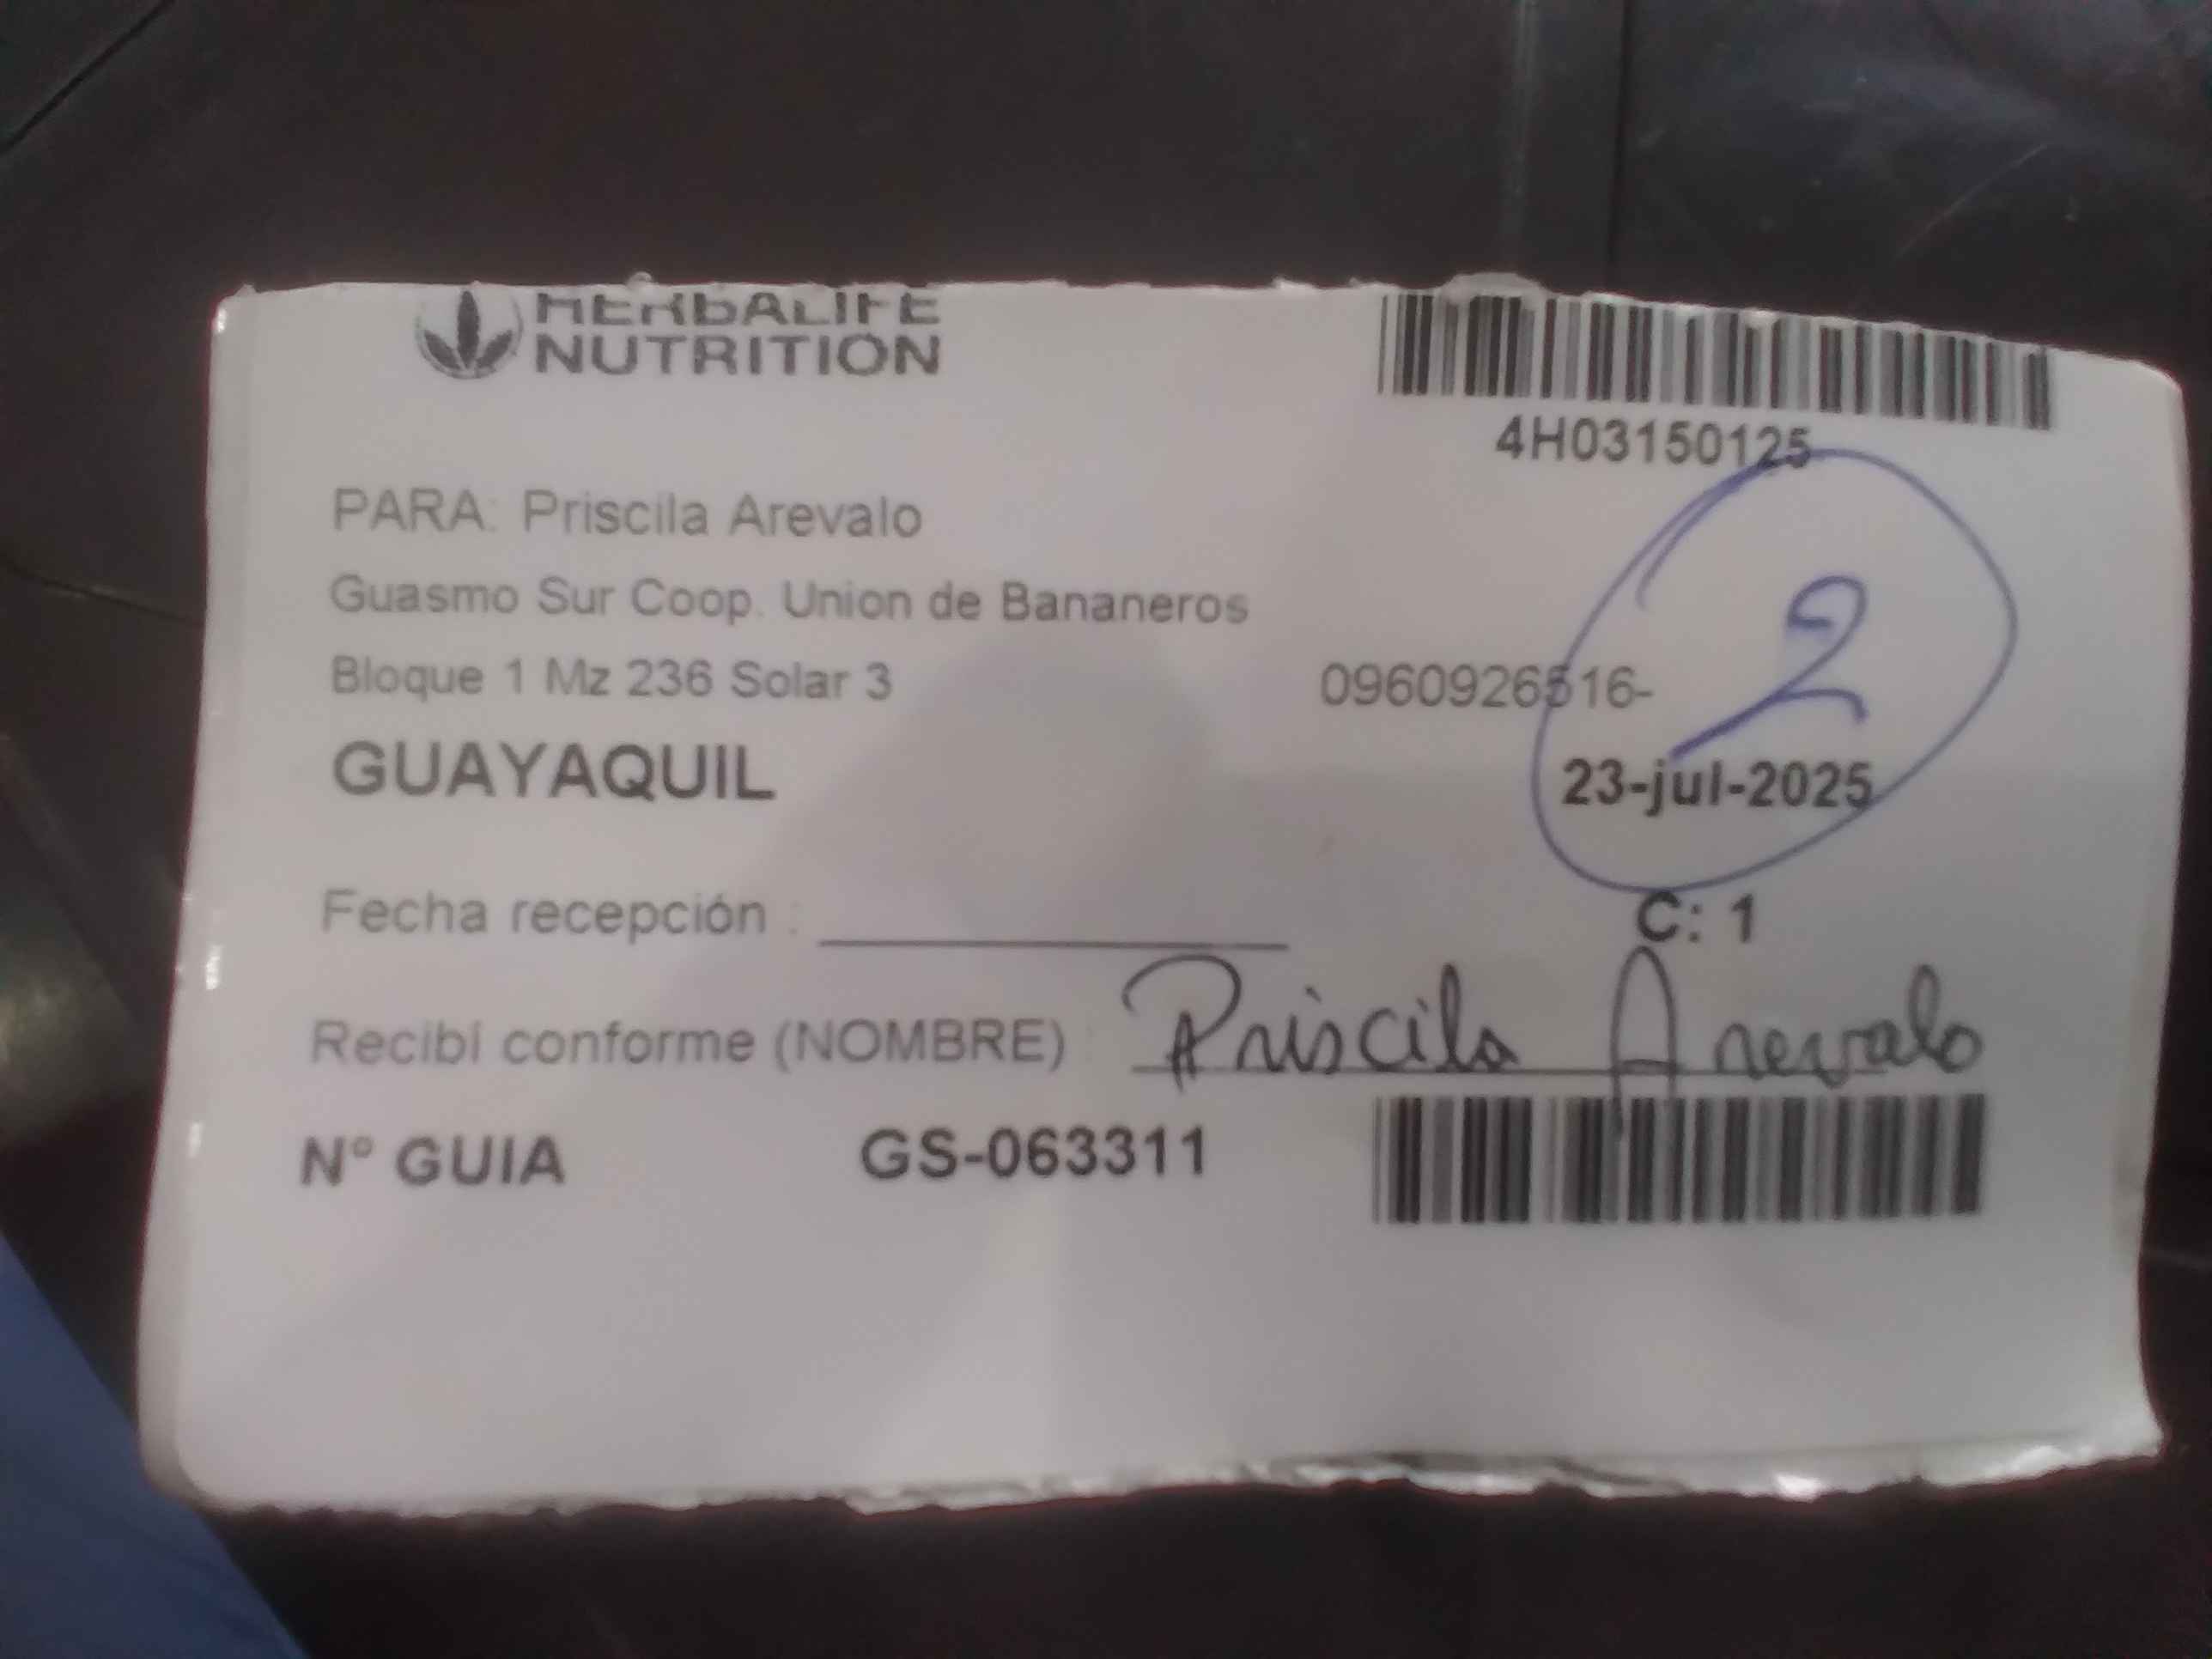 HERBALIFE
NUTRITION
4H03150125
PARA: Priscila Arevalo
Guasmo Sur Coop. Union de Bananeros
Bloque 1 Mz 236 Solar 3
0960926516-
2
GUAYAQUIL
23-jul-2025
Fecha recepción :
C: 1
Recibí conforme (NOMBRE) Priscila Arevalo
N° GUIA GS-063311